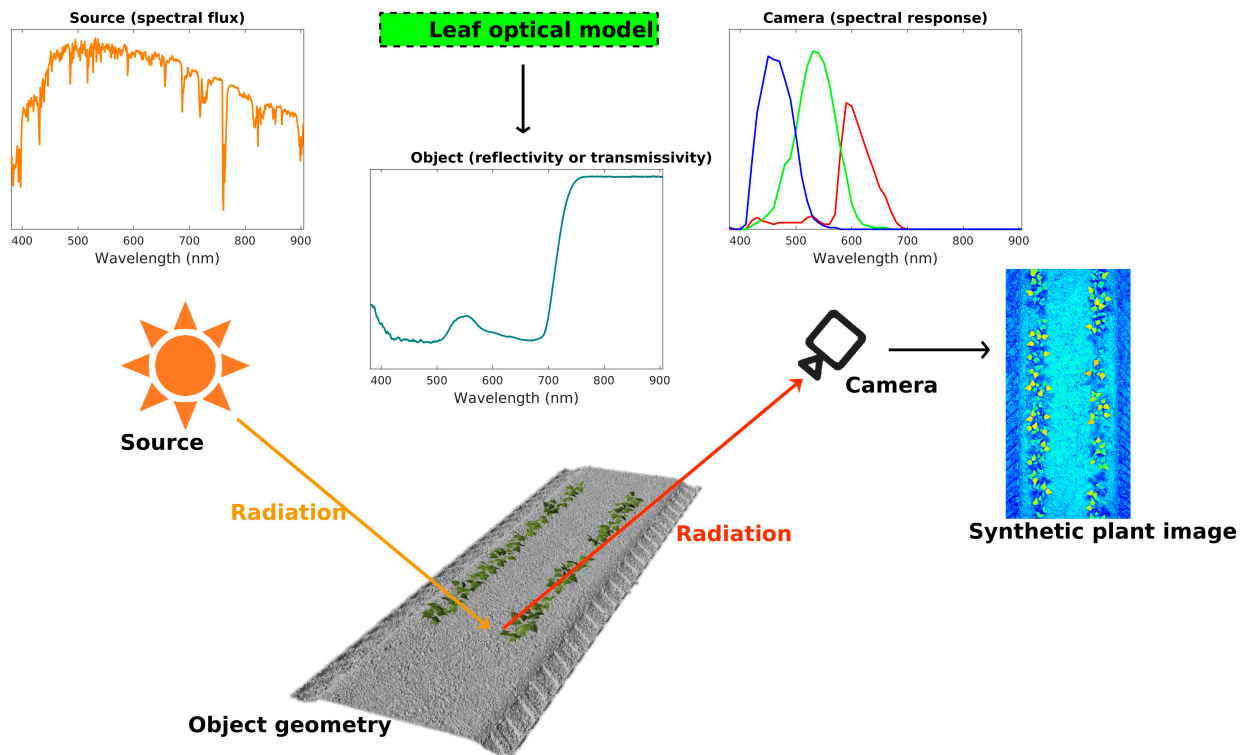 Source (spectral flux)
400 500 600 700 800 900
Wavelength (nm)
Leaf optical model
Object (reflectivity or transmissivity)
400 500 600 700 800 900
Wavelength (nm)
Camera (spectral response)
400 500 600 700 800 900
Wavelength (nm)
Source
Radiation
Object geometry
Radiation
Camera
Synthetic plant image